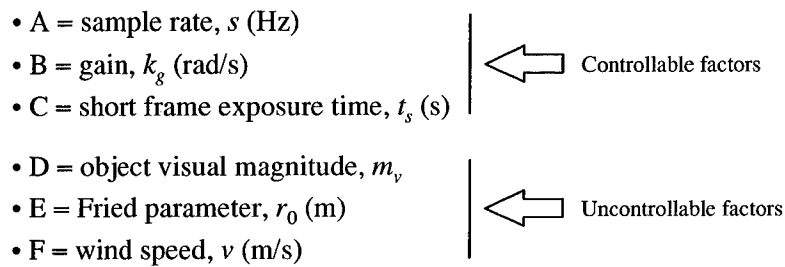 • A = sample rate, s (Hz)
• B = gain, k_g (rad/s)
• C = short frame exposure time, t_s (s)
Controllable factors
• D = object visual magnitude, m_v
• E = Fried parameter, r_0 (m)
• F = wind speed, v (m/s)
Uncontrollable factors